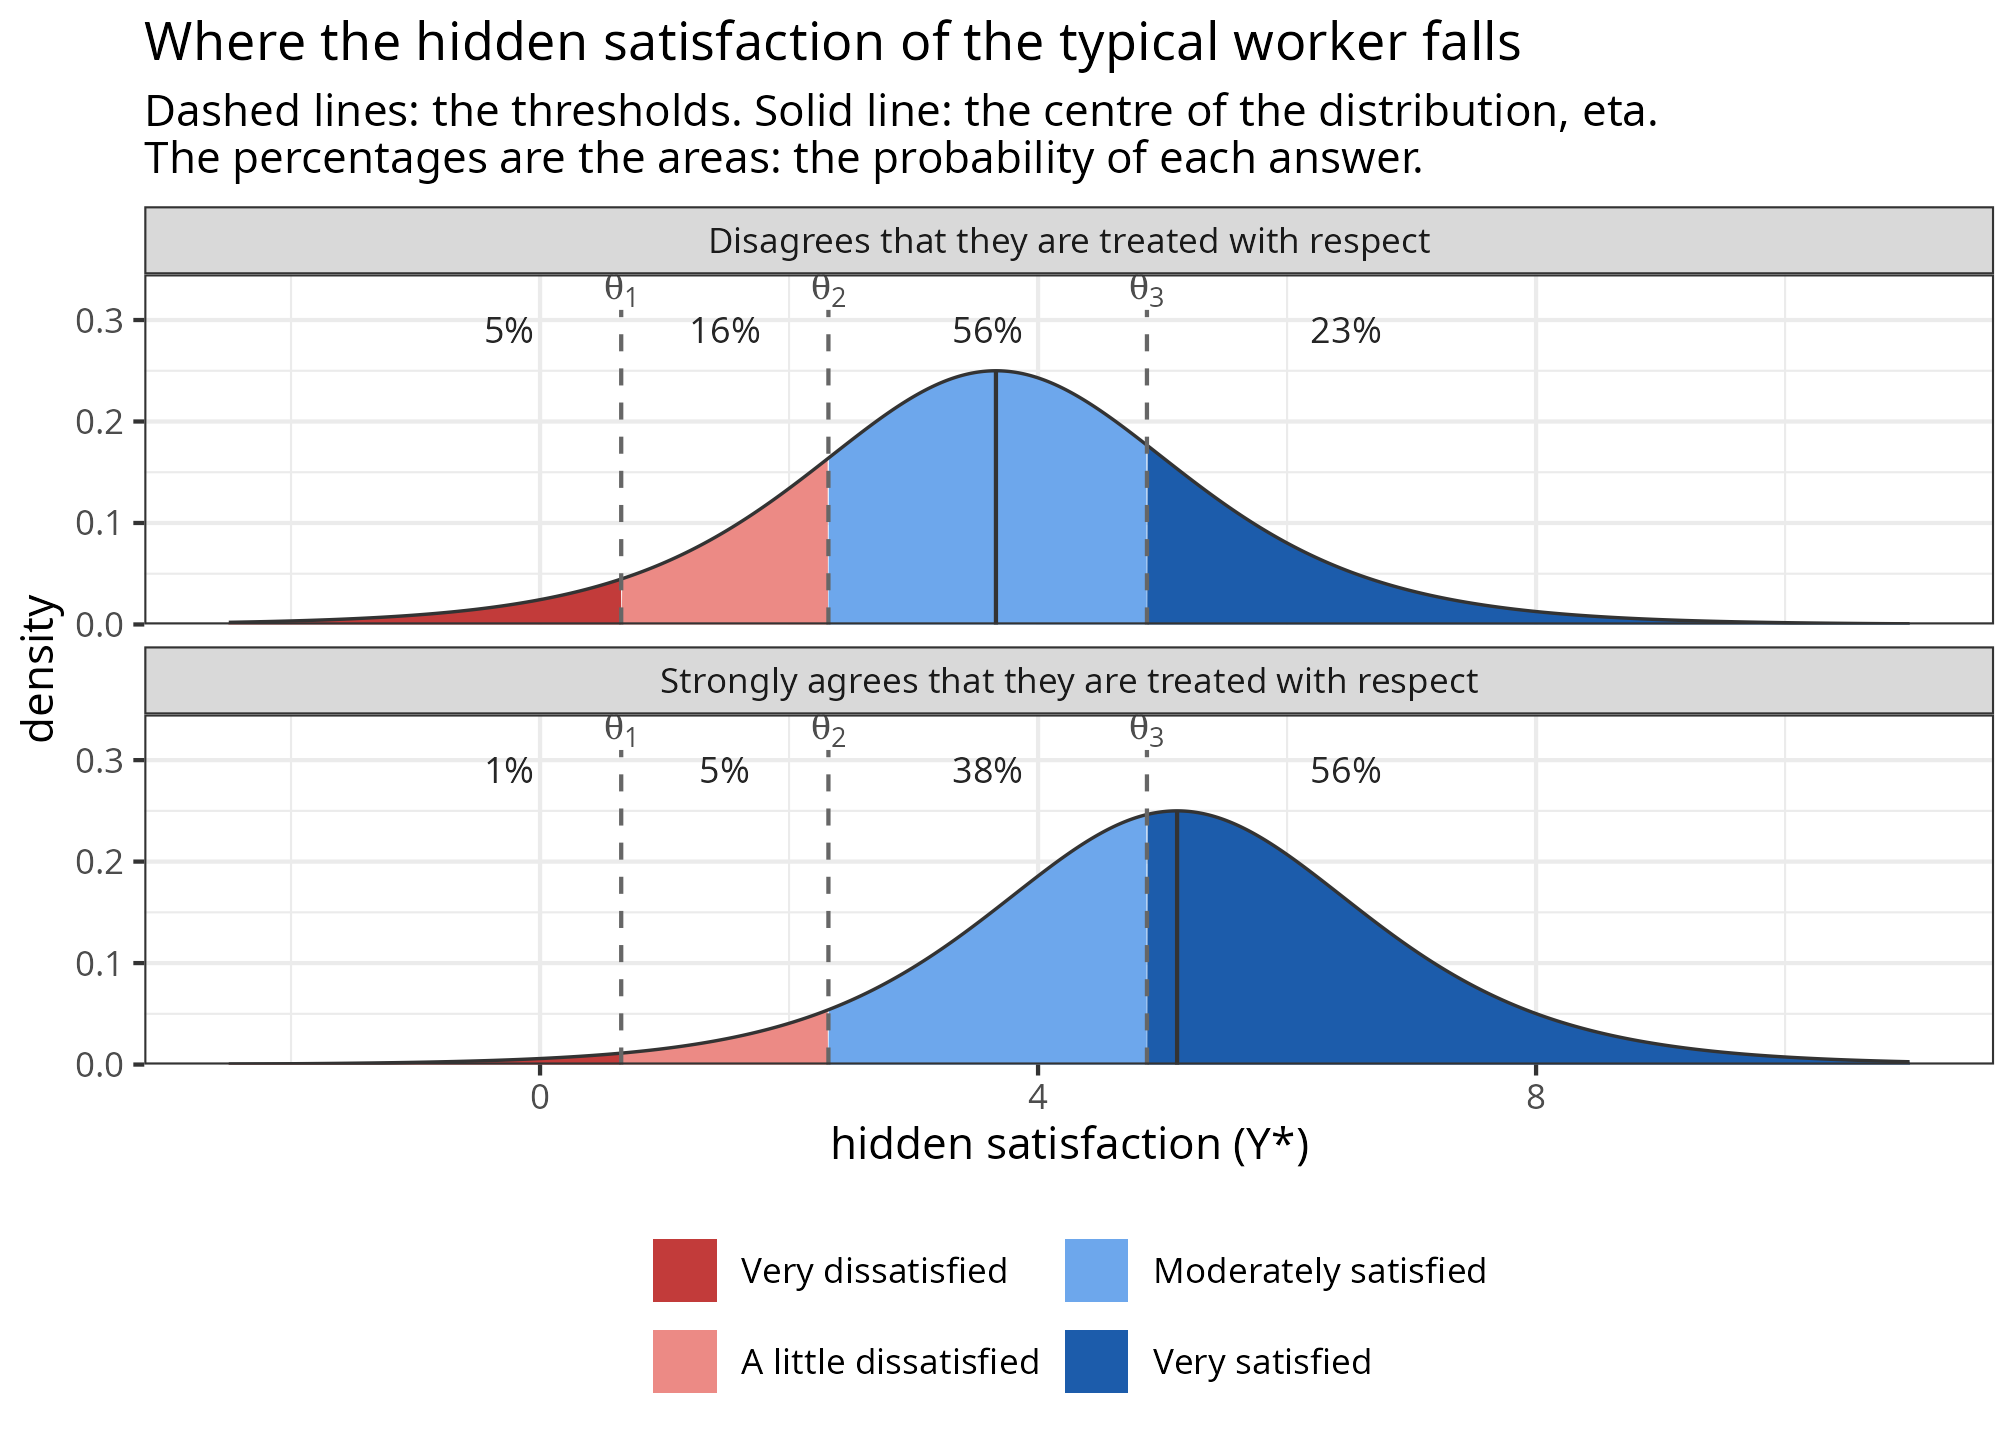 Where the hidden satisfaction of the typical worker falls
Dashed lines: the thresholds. Solid line: the centre of the distribution, eta.
The percentages are the areas: the probability of each answer.
Disagrees that they are treated with respect
θ1 θ2 θ3
5% 16% 56% 23%
0.3
0.2
0.1
0.0
density
Strongly agrees that they are treated with respect
θ1 θ2 θ3
1% 5% 38% 56%
0.3
0.2
0.1
0.0
0 4 8
hidden satisfaction (Y*)
Very dissatisfied
Moderately satisfied
A little dissatisfied
Very satisfied